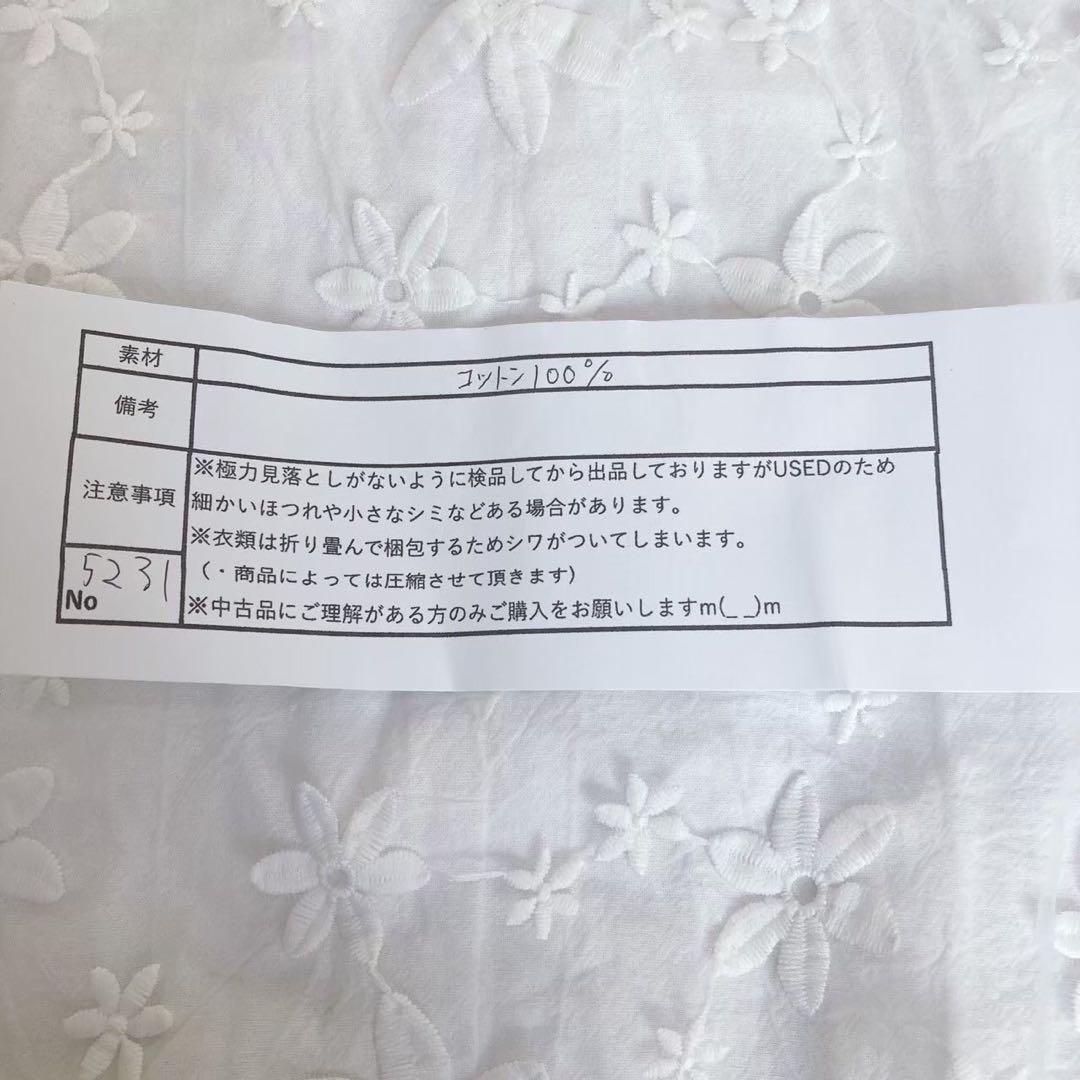 素材 コットン100%
備考
注意事項
※極力見落としがないように検品してから出品しておりますがUSEDのため
細かいほつれや小さなシミなどある場合があります。
※衣類は折り畳んで梱包するためシワがついてしまいます。
(・商品によっては圧縮させて頂きます)
※中古品にご理解がある方のみご購入をお願いしますm(_ _)m
No 5231